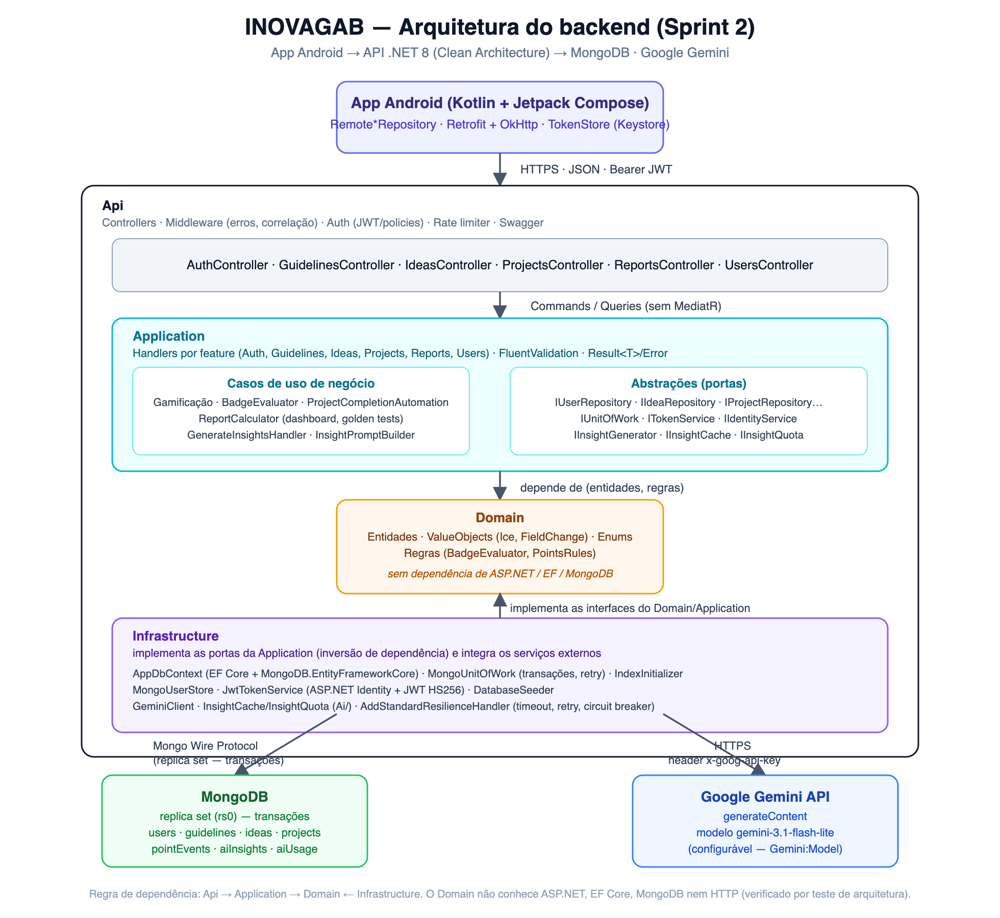 INOVAGAB — Arquitetura do backend (Sprint 2)
App Android → API .NET 8 (Clean Architecture) → MongoDB · Google Gemini
App Android (Kotlin + Jetpack Compose)
Remote*Repository · Retrofit + OkHttp · TokenStore (Keystore)
HTTPS · JSON · Bearer JWT
Api
Controllers · Middleware (erros, correlação) · Auth (JWT/policies) · Rate limiter · Swagger
AuthController · GuidelinesController · IdeasController · ProjectsController · ReportsController · UsersController
Commands / Queries (sem MediatR)
Application
Handlers por feature (Auth, Guidelines, Ideas, Projects, Reports, Users) · FluentValidation · Result<T>/Error
Casos de uso de negócio
Gamificação · BadgeEvaluator · ProjectCompletionAutomation
ReportCalculator (dashboard, golden tests)
GenerateInsightsHandler · InsightPromptBuilder
Abstrações (portas)
IUserRepository · IIdeaRepository · IProjectRepository…
IUnitOfWork · ITokenService · IIdentityService
IInsightGenerator · IInsightCache · IInsightQuota
depende de (entidades, regras)
Domain
Entidades · ValueObjects (Ice, FieldChange) · Enums
Regras (BadgeEvaluator, PointsRules)
sem dependência de ASP.NET / EF / MongoDB
implementa as interfaces do Domain/Application
Infrastructure
implementa as portas da Application (inversão de dependência) e integra os serviços externos
AppDbContext (EF Core + MongoDB.EntityFrameworkCore) · MongoUnitOfWork (transações, retry) · IndexInitializer
MongoUserStore · JwtTokenService (ASP.NET Identity + JWT HS256) · DatabaseSeeder
GeminiClient · InsightCache/InsightQuota (Ai/) · AddStandardResilienceHandler (timeout, retry, circuit breaker)
Mongo Wire Protocol
(replica set — transações)
HTTPS
header x-goog-api-key
MongoDB
replica set (rs0) — transações
users · guidelines · ideas · projects
pointEvents · aiInsights · aiUsage
Google Gemini API
generateContent
modelo gemini-3.1-flash-lite
(configurável — Gemini:Model)
Regra de dependência: Api → Application → Domain ← Infrastructure. O Domain não conhece ASP.NET, EF Core, MongoDB nem HTTP (verificado por teste de arquitetura).